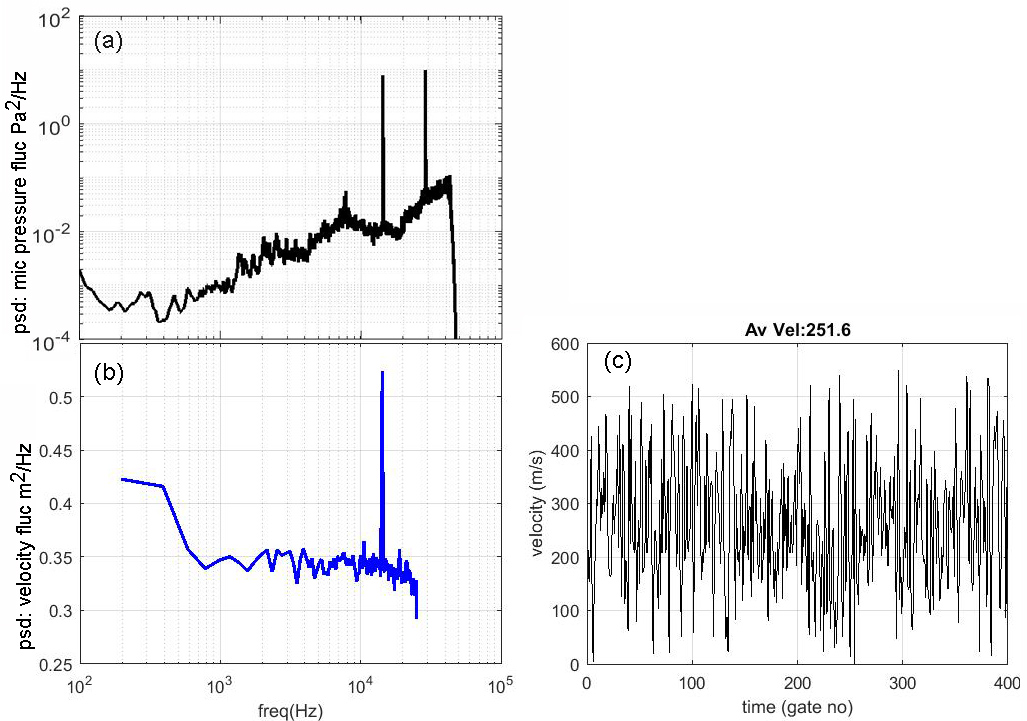 10^2
(a)
10^0
10^-2
10^-4
psd: mic pressure fluc Pa^2/Hz
10^-1
(b)
0.5
0.45
0.4
0.35
0.3
0.25
psd: velocity fluc m^2/Hz
10^2 10^3 10^4 10^5
freq(Hz)
Av Vel:251.6
600
(c)
500
400
300
200
100
0
velocity (m/s)
0 100 200 300 400
time (gate no)